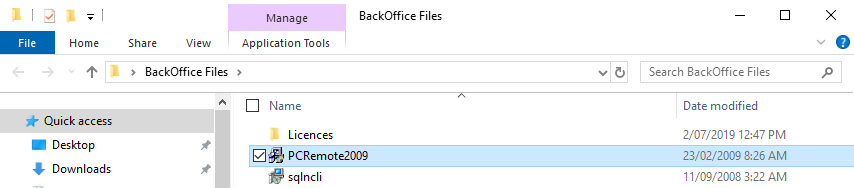 Manage BackOffice Files
File Home Share View Application Tools
BackOffice Files Search BackOffice Files
Name Date modified
Quick access
Desktop
Downloads
Licences 2/07/2019 12:47 PM
PCRemote2009 23/02/2009 8:26 AM
sqlncli 11/09/2008 3:22 AM